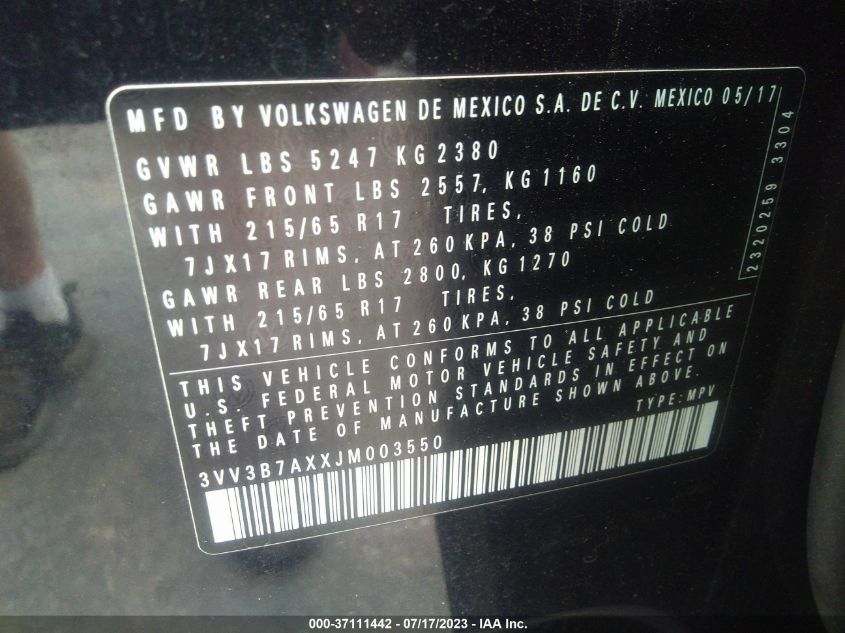 MFD BY VOLKSWAGEN DE MEXICO S.A. DE C.V. MEXICO 05/17
GVWR LBS 5247 KG 2380
GAWR FRONT LBS 2557, KG 1160
WITH 215/65 R17 TIRES,
7JX17 RIMS, AT 260 KPA, 38 PSI COLD
GAWR REAR LBS 2800, KG 1270
WITH 215/65 R17 TIRES,
7JX17 RIMS, AT 260 KPA, 38 PSI COLD
2320259 3304
THIS VEHICLE CONFORMS TO ALL APPLICABLE
U.S. FEDERAL MOTOR VEHICLE SAFETY AND
THEFT PREVENTION STANDARDS IN EFFECT ON
THE DATE OF MANUFACTURE SHOWN ABOVE.
TYPE: MPV
3VV3B7AXXJM003550
000-37111442 - 07/17/2023 - IAA Inc.